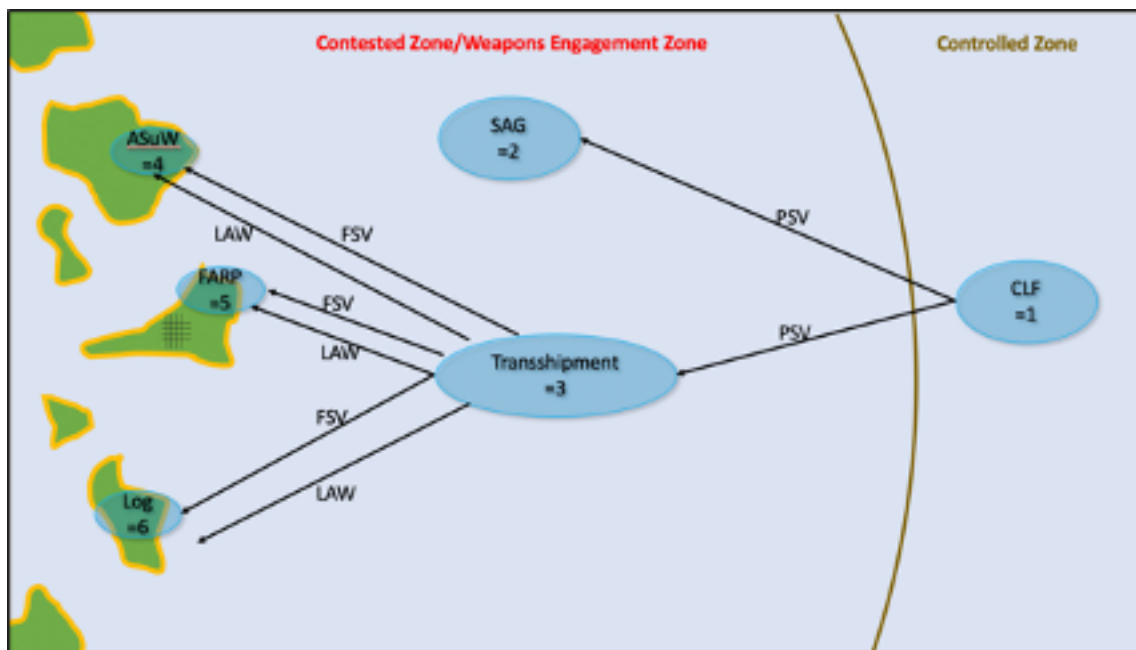 Contested Zone/Weapons Engagement Zone
Controlled Zone
SAG
=2
ASuW
=4
PSV
LAW
FSV
FARP
=5
CLF
=1
FSV
PSV
LAW
Transshipment
=3
FSV
LAW
Log
=6